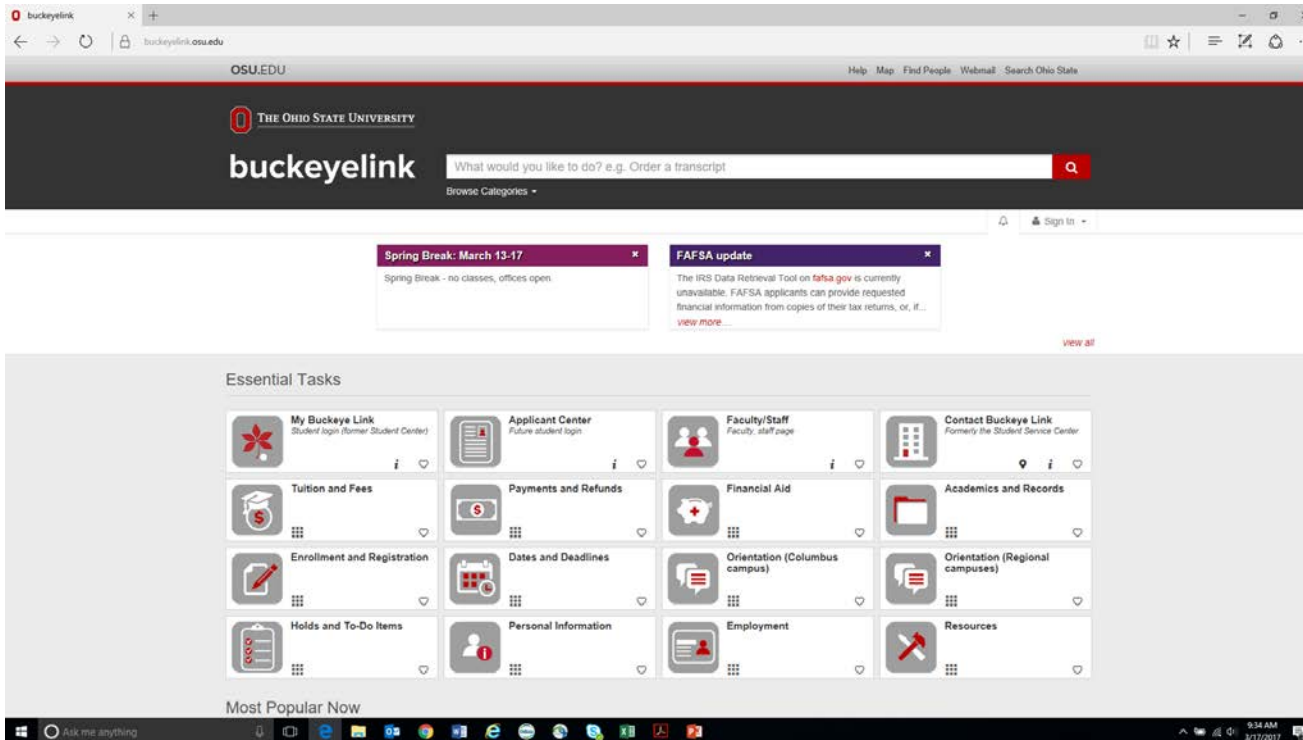 buckeyelink
buckeyelink.osu.edu
OSU.EDU
Help Map Find People Webmail Search Ohio State
THE OHIO STATE UNIVERSITY
buckeyelink
What would you like to do? e.g. Order a transcript
Browse Categories
Sign In
Spring Break: March 13-17
Spring Break - no classes, offices open
FAFSA update
The IRS Data Retrieval Tool on fafsa.gov is currently
unavailable. FAFSA applicants can provide requested
financial information from copies of their tax returns, or, if...
view more...
view all
Essential Tasks
My Buckeye Link
Student login (former Student Center)
Applicant Center
Future student login
Faculty/Staff
Faculty, staff page
Contact Buckeye Link
Formerly the Student Service Center
Tuition and Fees
Payments and Refunds
Financial Aid
Academics and Records
Enrollment and Registration
Dates and Deadlines
Orientation (Columbus
campus)
Orientation (Regional
campuses)
Holds and To-Do Items
Personal Information
Employment
Resources
Most Popular Now
Ask me anything
9:34 AM
3/17/2017